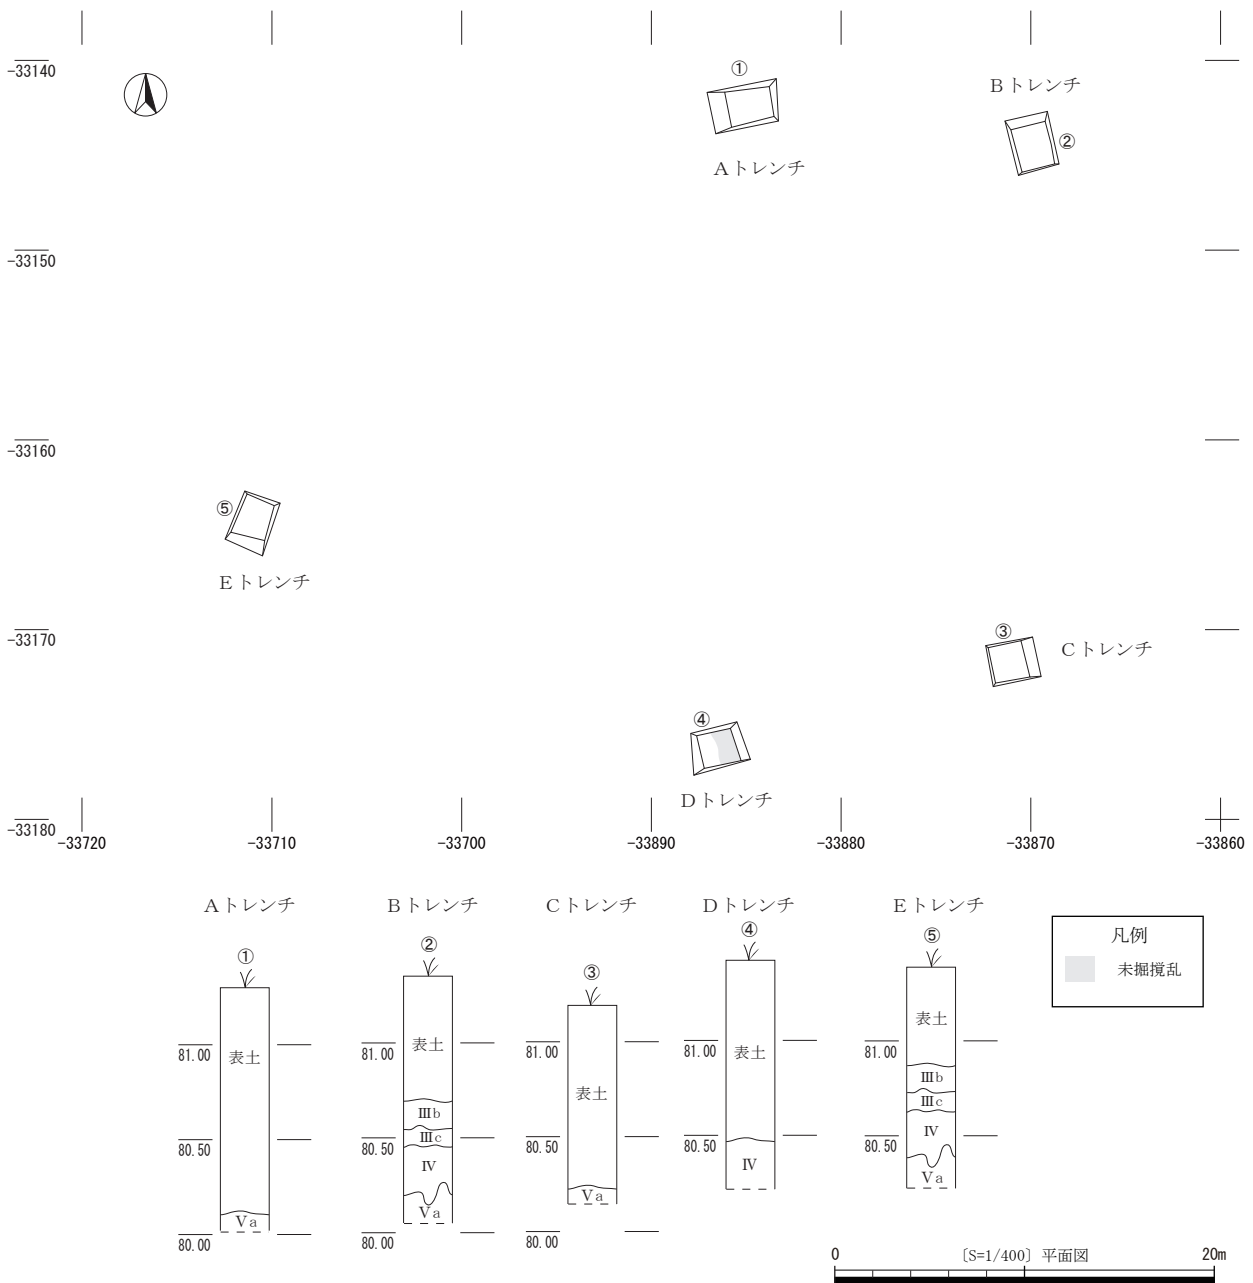 -33140
①
Bトレンチ
②
Aトレンチ
-33150
-33160
⑤
Eトレンチ
-33170
③
Cトレンチ
④
Dトレンチ
-33180
-33720
-33710
-33700
-33890
-33880
-33870
-33860
Aトレンチ
Bトレンチ
Cトレンチ
Dトレンチ
Eトレンチ
①
②
③
④
⑤
凡例
未掘撹乱
81.00
表土
80.50
Ⅴa
80.00
81.00
表土
Ⅲb
80.50
Ⅲc
Ⅳ
Ⅴa
80.00
81.00
表土
80.50
Ⅴa
80.00
81.00
表土
80.50
Ⅳ
表土
81.00
Ⅲb
Ⅲc
Ⅳ
80.50
Ⅴa
0 〔S=1/400〕平面図 20m